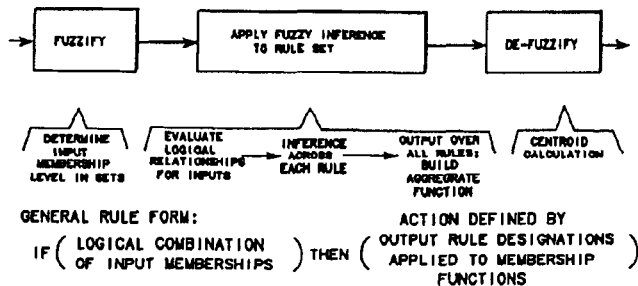 FUZZIFY
APPLY FUZZY INFERENCE
TO RULE SET
DE-FUZZIFY
DETERMINE
INPUT
MEMBERSHIP
LEVEL IN SETS
EVALUATE
LOGICAL
RELATIONSHIPS
FOR INPUTS
INFERENCE
ACROSS
EACH RULE
OUTPUT OVER
ALL RULES;
BUILD
AGGREGRATE
FUNCTION
CENTROID
CALCULATION
GENERAL RULE FORM:
IF ( LOGICAL COMBINATION
OF INPUT MEMBERSHIPS ) THEN
ACTION DEFINED BY
( OUTPUT RULE DESIGNATIONS
APPLIED TO MEMBERSHIP )
FUNCTIONS